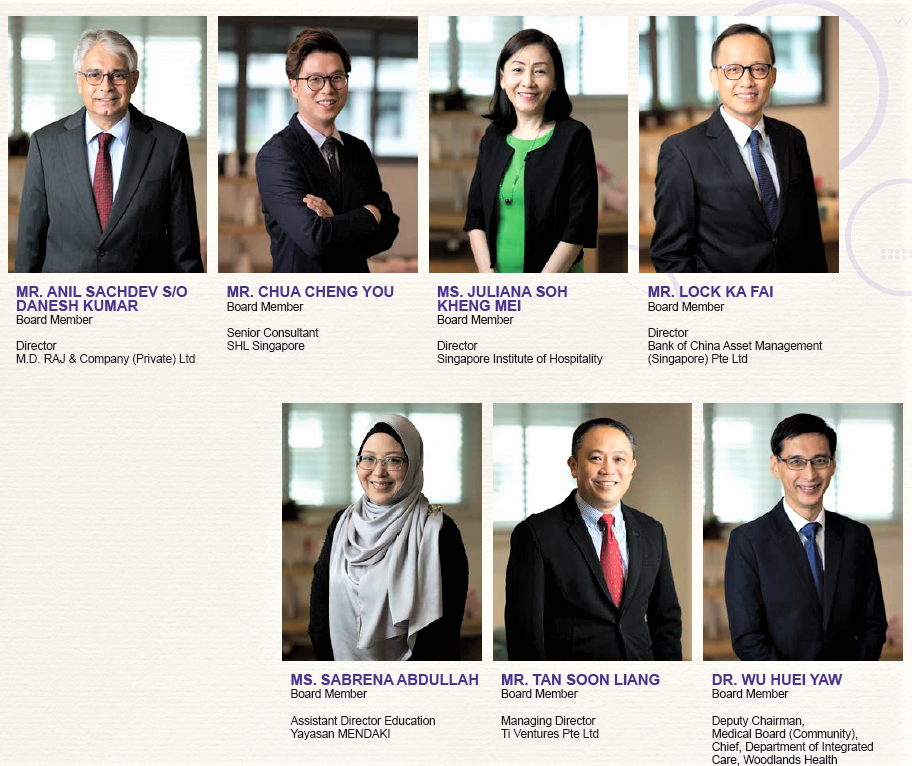 MR. ANIL SACHDEV S/O
DANESH KUMAR
Board Member
Director
M.D. RAJ & Company (Private) Ltd
MR. CHUA CHENG YOU
Board Member
Senior Consultant
SHL Singapore
MS. JULIANA SOH
KHENG MEI
Board Member
Director
Singapore Institute of Hospitality
MR. LOCK KA FAI
Board Member
Director
Bank of China Asset Management
(Singapore) Pte Ltd
MS. SABRENA ABDULLAH
Board Member
Assistant Director Education
Yayasan MENDAKI
MR. TAN SOON LIANG
Board Member
Managing Director
Ti Ventures Pte Ltd
DR. WU HUEI YAW
Board Member
Deputy Chairman,
Medical Board (Community),
Chief, Department of Integrated
Care, Woodlands Health